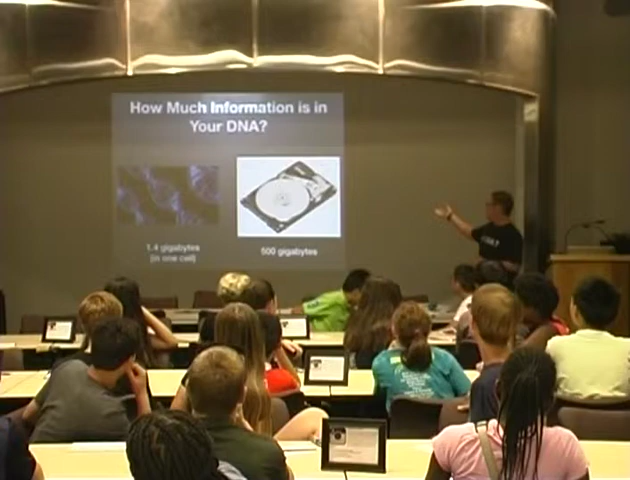 How Much Information is in
Your DNA?
1.4 gigabytes
(in one cell)
500 gigabytes